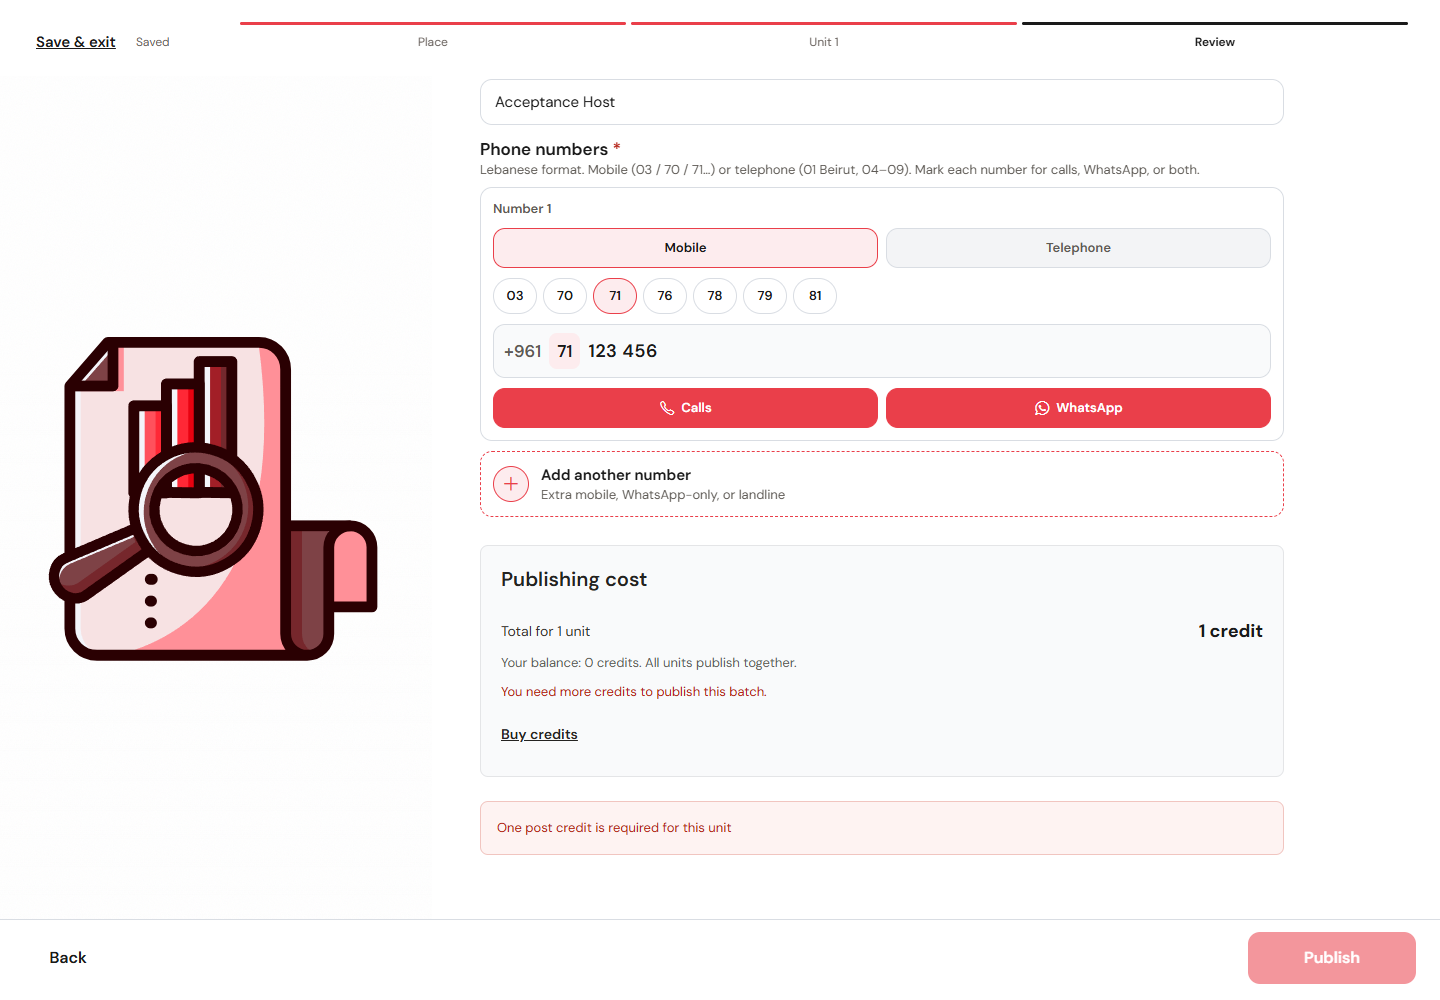 Save & exit
Saved
Place
Unit 1
Review
Acceptance Host
Phone numbers *
Lebanese format. Mobile (03 / 70 / 71...) or telephone (01 Beirut, 04–09). Mark each number for calls, WhatsApp, or both.
Number 1
Mobile
Telephone
03 70 71 76 78 79 81
+961 71 123 456
Calls
WhatsApp
Add another number
Extra mobile, WhatsApp-only, or landline
Publishing cost
Total for 1 unit
1 credit
Your balance: 0 credits. All units publish together.
You need more credits to publish this batch.
Buy credits
One post credit is required for this unit
Back
Publish